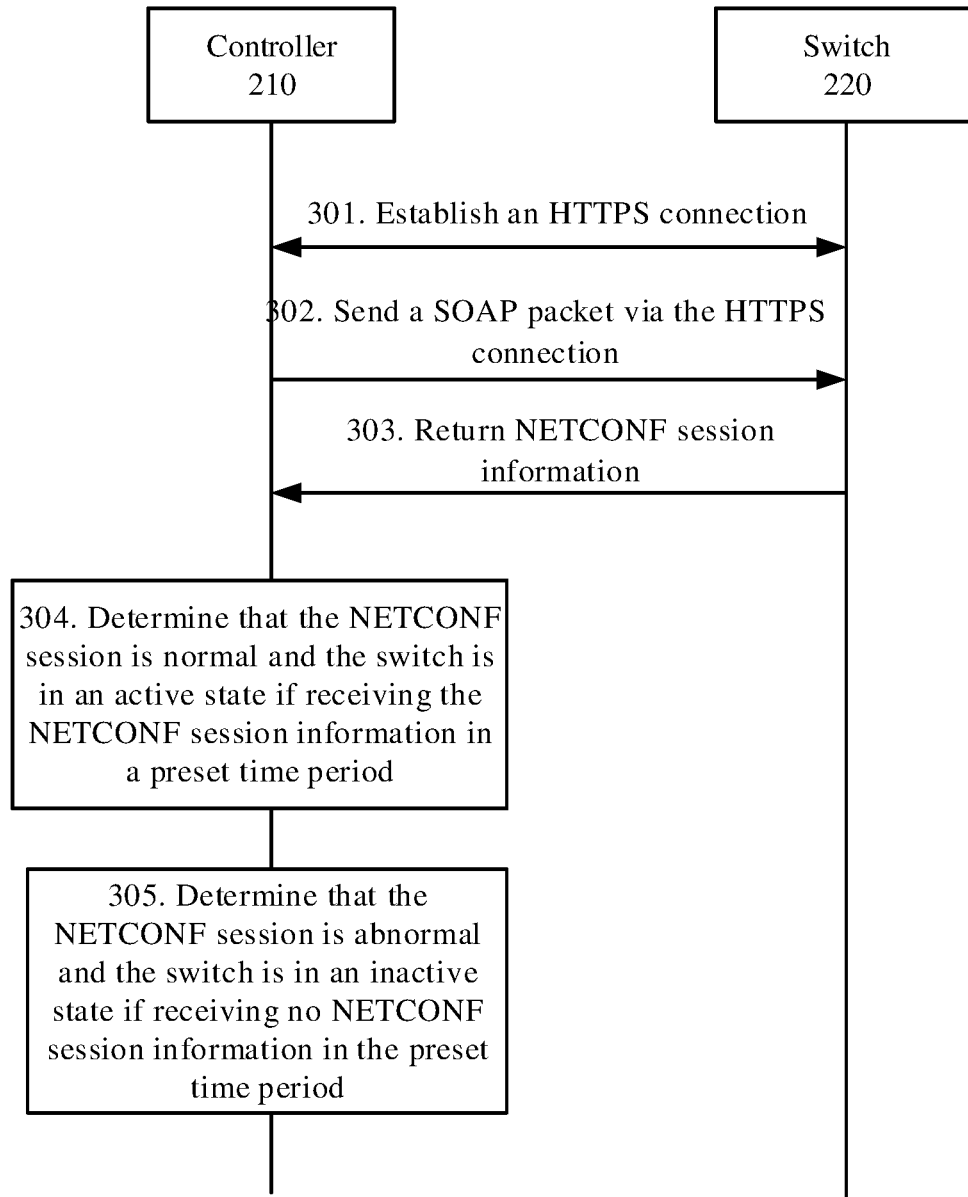 Controller
210
Switch
220
301. Establish an HTTPS connection
302. Send a SOAP packet via the HTTPS
connection
303. Return NETCONF session
information
304. Determine that the NETCONF
session is normal and the switch is
in an active state if receiving the
NETCONF session information in
a preset time period
305. Determine that the
NETCONF session is abnormal
and the switch is in an inactive
state if receiving no NETCONF
session information in the preset
time period